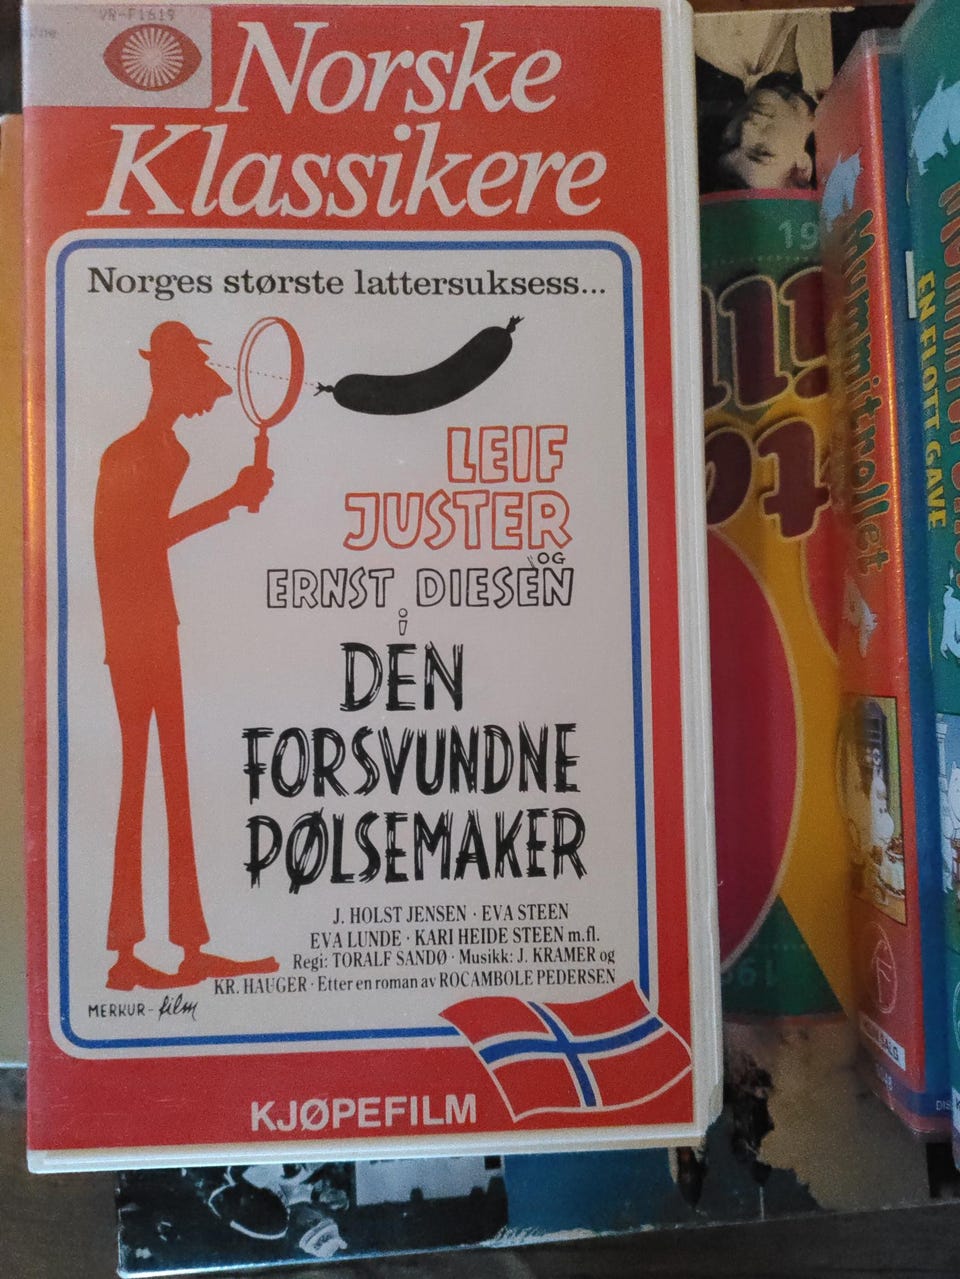 VR-F1619
Norske
Klassikere
Norges største lattersuksess...
LEIF
JUSTER
OG
ERNST DIESEN
i
DEN
FORSVUNDNE
PØLSEMAKER
J. HOLST JENSEN · EVA STEEN
EVA LUNDE · KARI HEIDE STEEN m.fl.
Regi: TORALF SANDØ · Musikk: J. KRAMER og
KR. HAUGER · Etter en roman av ROCAMBOLE PEDERSEN
MERKUR-film
KJØPEFILM
Mummitrollet
EN FLOTT GAVE